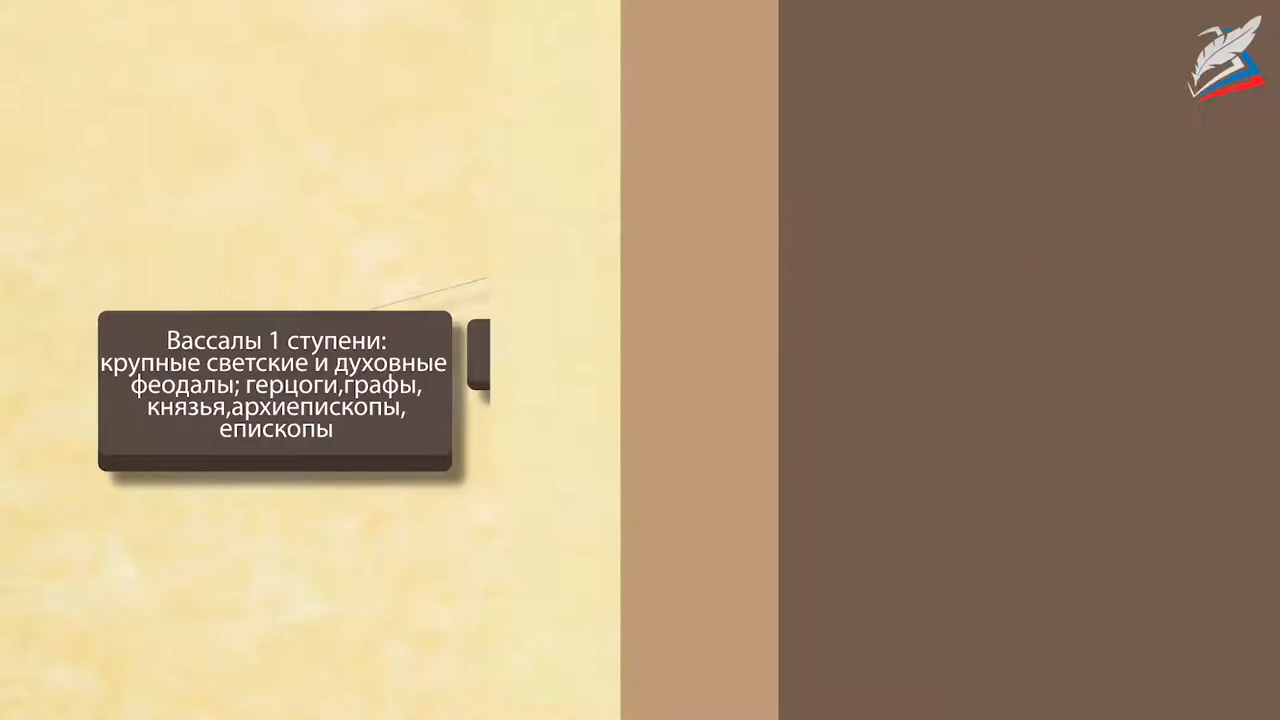 Вассалы 1 ступени:
крупные светские и духовные
феодалы; герцоги,графы,
князья,архиепископы,
епископы